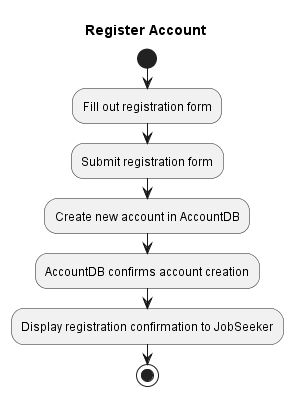 Register Account
Fill out registration form
Submit registration form
Create new account in AccountDB
AccountDB confirms account creation
Display registration confirmation to JobSeeker